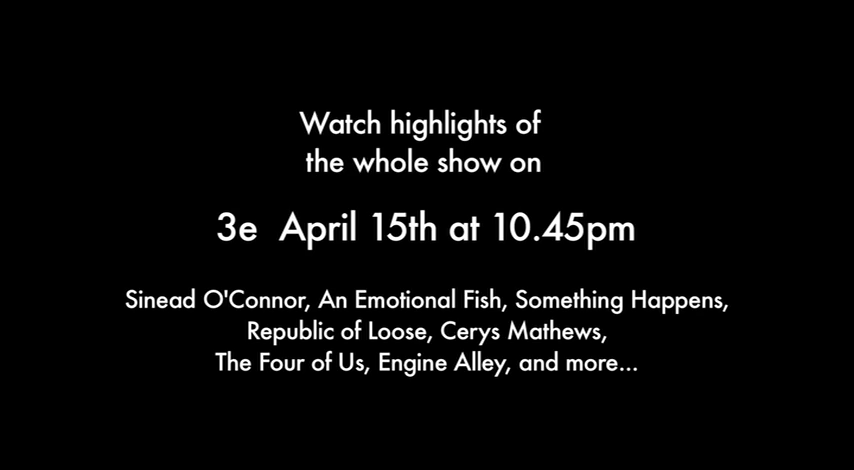 Watch highlights of
the whole show on
3e April 15th at 10.45pm
Sinead O'Connor, An Emotional Fish, Something Happens,
Republic of Loose, Cerys Mathews,
The Four of Us, Engine Alley, and more...